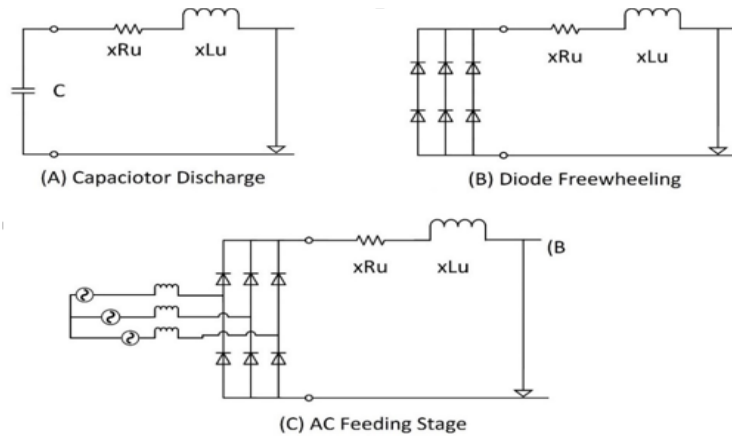 xRu xLu
C
(A) Capaciotor Discharge
xRu xLu
(B) Diode Freewheeling
(B
xRu xLu
(C) AC Feeding Stage